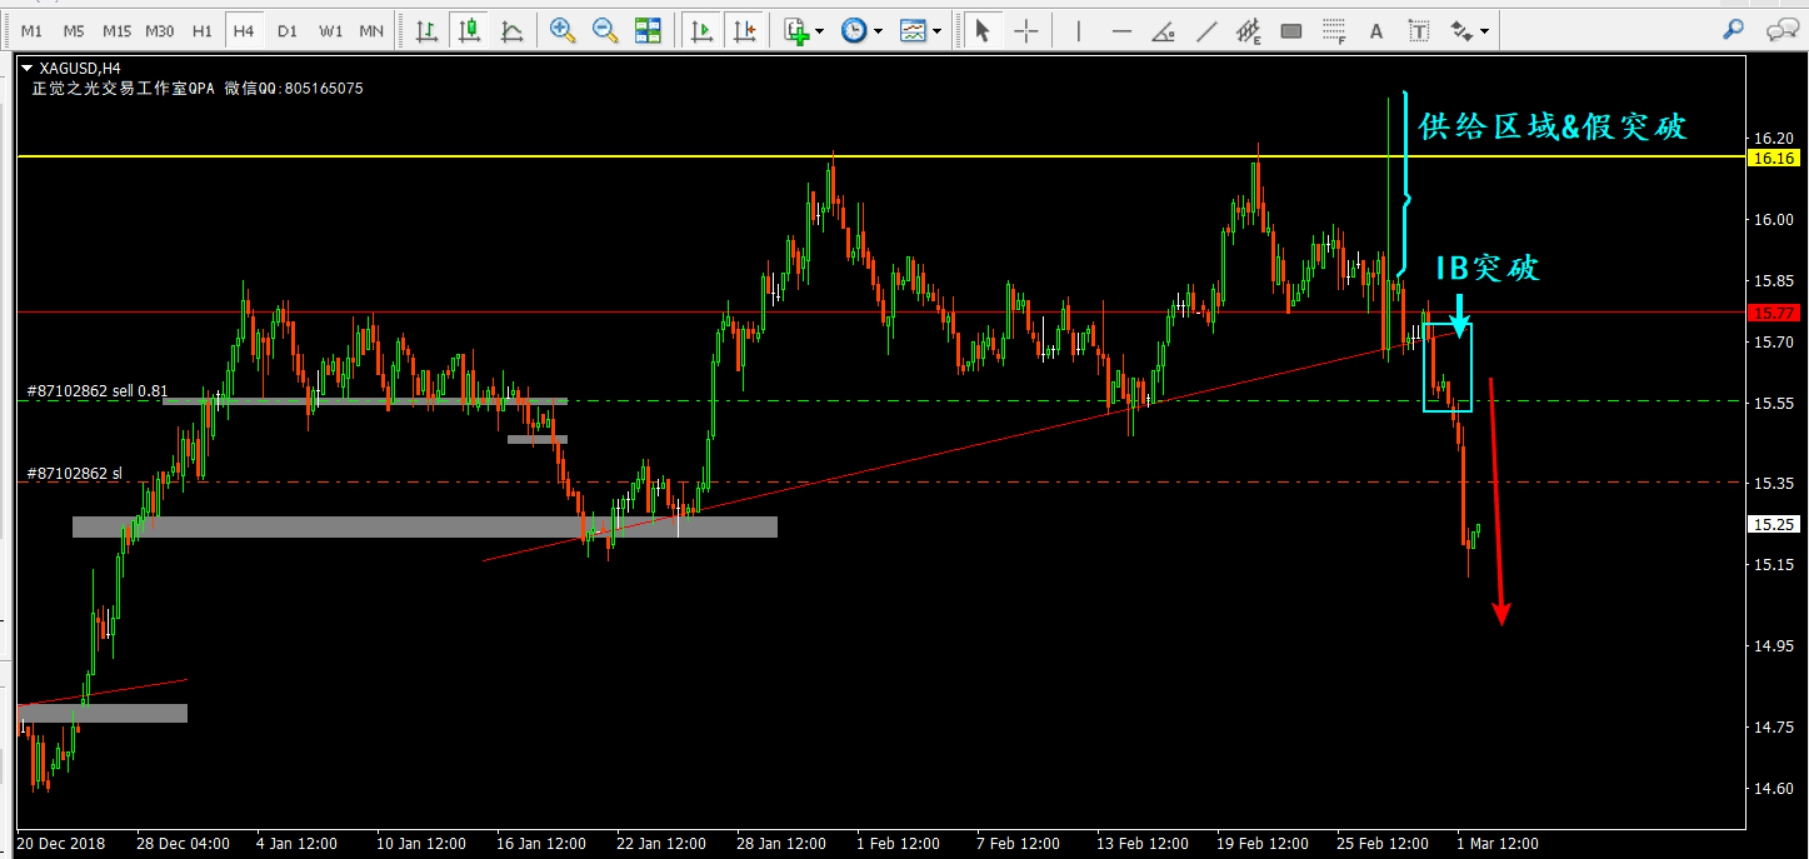 M1 M5 M15 M30 H1 H4 D1 W1 MN
E F A T
XAGUSD,H4
正觉之光交易工作室QPA 微信QQ:805165075
供给区域&假突破
16.20
16.16
16.00
IB突破
15.85
15.77
15.70
#87102862 sell 0.81
15.55
#87102862 sl
15.35
15.25
15.15
14.95
14.75
14.60
20 Dec 2018 28 Dec 04:00 4 Jan 12:00 10 Jan 12:00 16 Jan 12:00 22 Jan 12:00 28 Jan 12:00 1 Feb 12:00 7 Feb 12:00 13 Feb 12:00 19 Feb 12:00 25 Feb 12:00 1 Mar 12:00